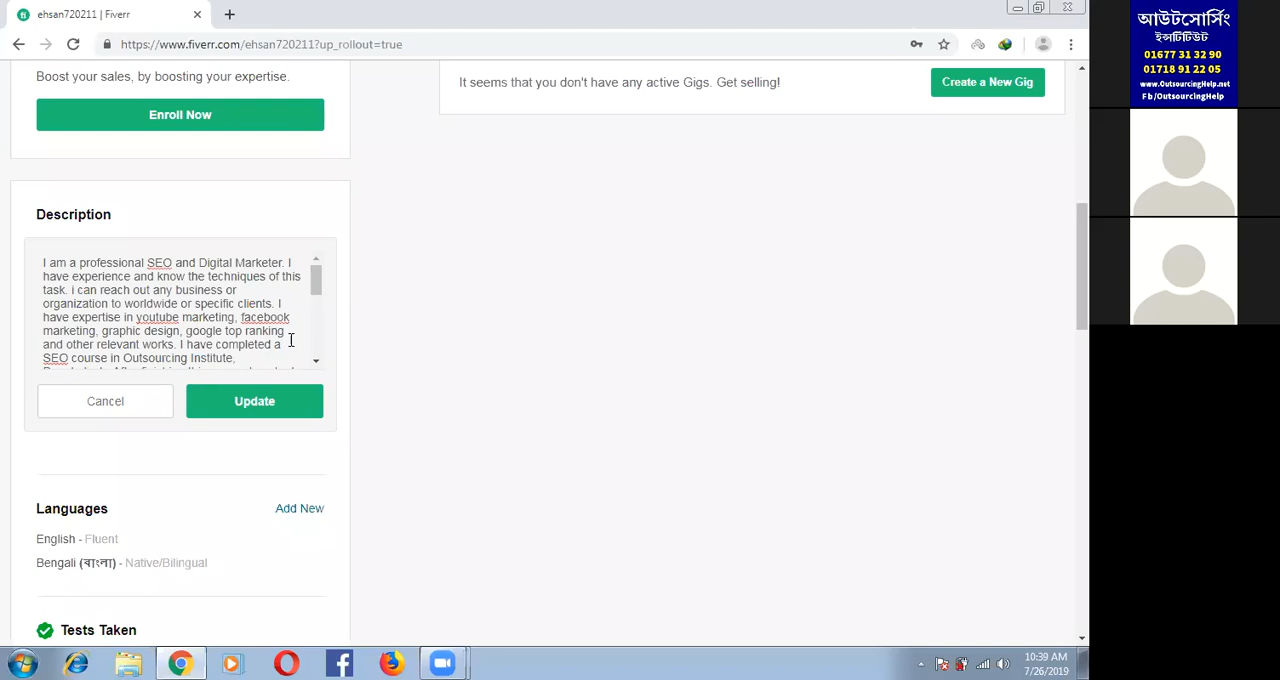 ehsan720211 | Fiverr
https://www.fiverr.com/ehsan720211?up_rollout=true
Boost your sales, by boosting your expertise.
Enroll Now
It seems that you don't have any active Gigs. Get selling!
Create a New Gig
Description
I am a professional SEO and Digital Marketer. I
have experience and know the techniques of this
task. i can reach out any business or
organization to worldwide or specific clients. I
have expertise in youtube marketing, facebook
marketing, graphic design, google top ranking
and other relevant works. I have completed a
SEO course in Outsourcing Institute,
Cancel
Update
Languages
Add New
English - Fluent
Bengali (বাংলা) - Native/Bilingual
Tests Taken
আউটসোর্সিং
ইন্সটিটিউট
01677 31 32 90
01718 91 22 05
www.OutsourcingHelp.net
Fb/OutsourcingHelp
10:39 AM
7/26/2019